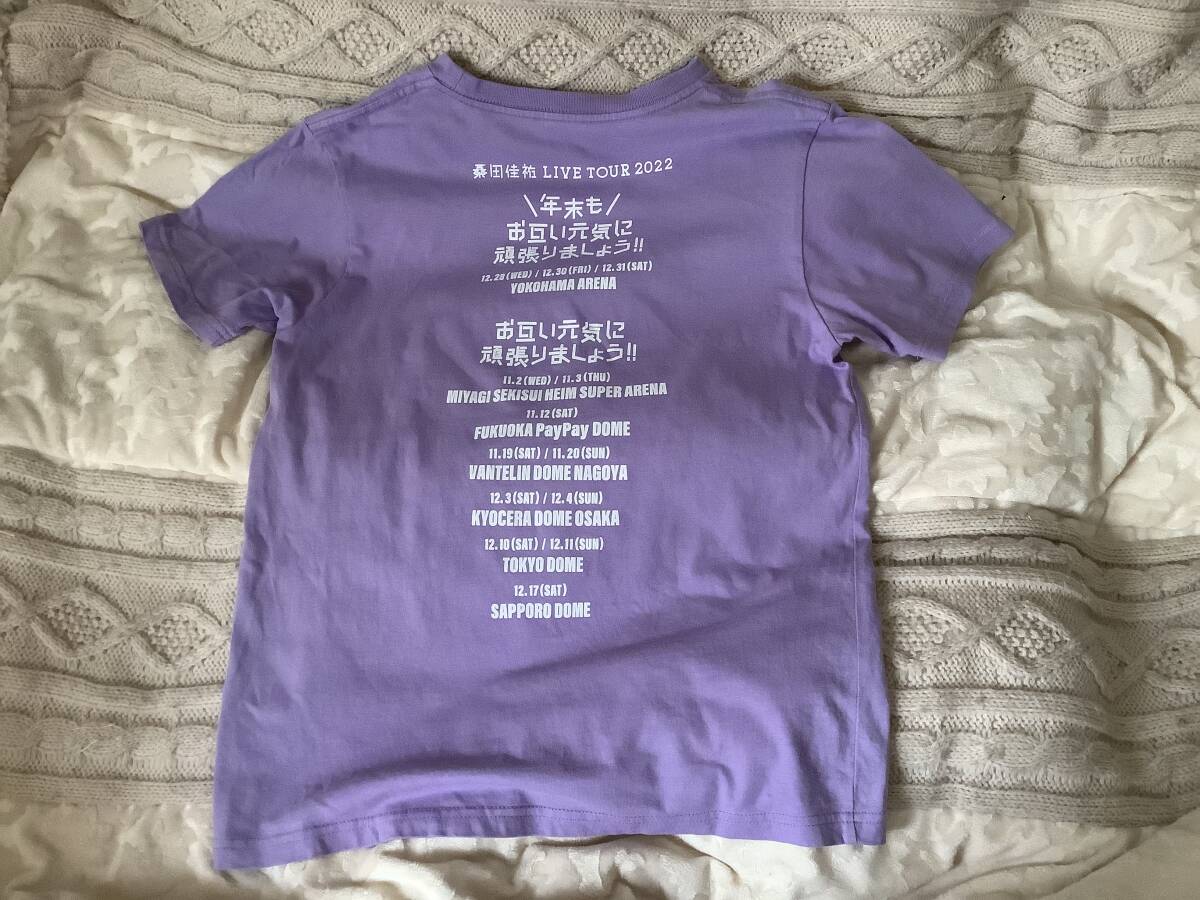 桑田佳祐 LIVE TOUR 2022
\年末も/
お互い元気に
頑張りましょう!!
12.28(WED) / 12.30(FRI) / 12.31(SAT)
YOKOHAMA ARENA
お互い元気に
頑張りましょう!!
11.2(WED) / 11.3(THU)
MIYAGI SEKISUI HEIM SUPER ARENA
11.12(SAT)
FUKUOKA PayPay DOME
11.19(SAT) / 11.20(SUN)
VANTELIN DOME NAGOYA
12.3(SAT) / 12.4(SUN)
KYOCERA DOME OSAKA
12.10(SAT) / 12.11(SUN)
TOKYO DOME
12.17(SAT)
SAPPORO DOME